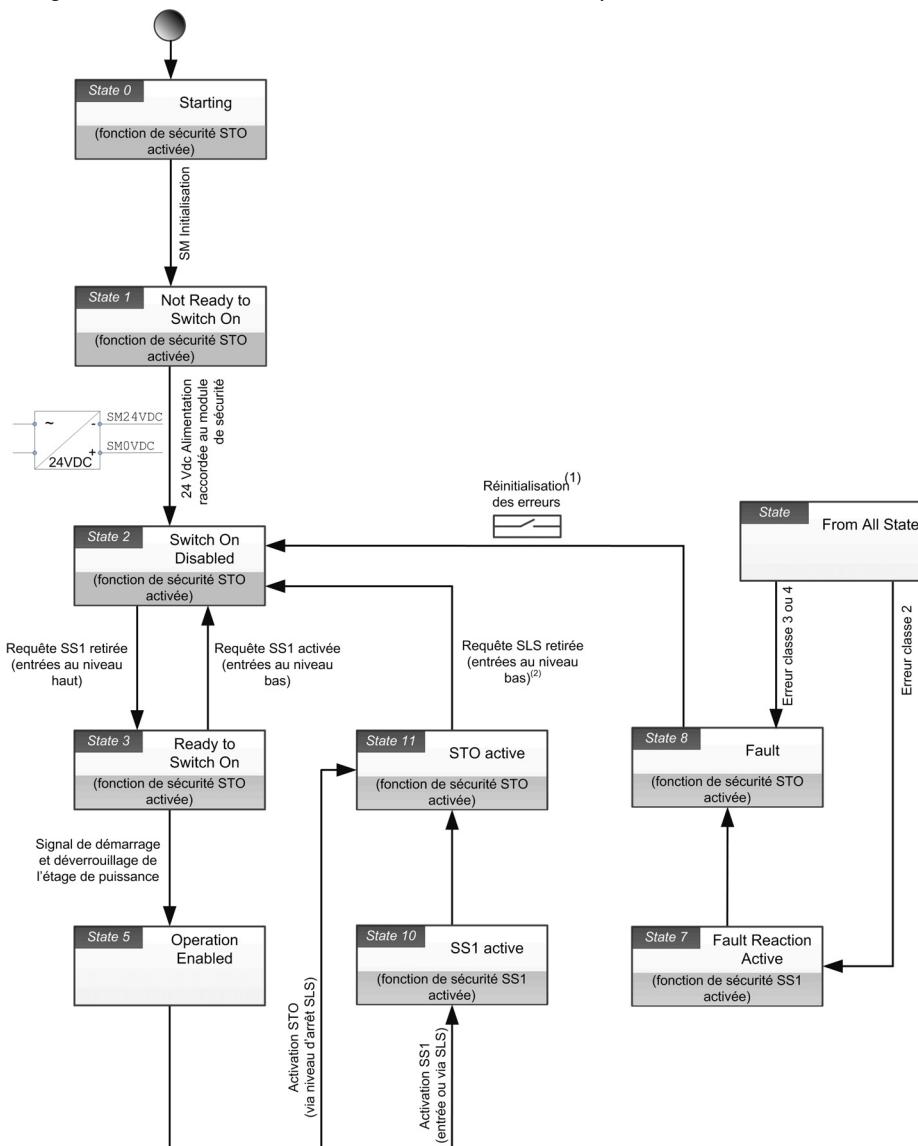 State 0
Starting
(fonction de sécurité STO
activée)
SM Initialisation
State 1
Not Ready to
Switch On
(fonction de sécurité STO
activée)
24 Vdc Alimentation
raccordée au module
de sécurité
~
-
SM24VDC
SM0VDC
+
24VDC
Réinitialisation(1)
des erreurs
State
From All State
State 2
Switch On
Disabled
(fonction de sécurité STO
activée)
Erreur classe 3 ou 4
Erreur classe 2
Requête SS1 retirée
(entrées au niveau
haut)
Requête SS1 activée
(entrées au niveau
bas)
Requête SLS retirée
(entrées au niveau
bas)(2)
State 3
Ready to
Switch On
(fonction de sécurité STO
activée)
State 11
STO active
(fonction de sécurité STO
activée)
State 8
Fault
(fonction de sécurité STO
activée)
Signal de démarrage
et déverrouillage de
l'étage de puissance
State 5
Operation
Enabled
State 10
SS1 active
(fonction de sécurité SS1
activée)
State 7
Fault Reaction
Active
(fonction de sécurité SS1
activée)
Activation STO
(via niveau d'arrêt SLS)
Activation SS1
(entrée ou via SLS)